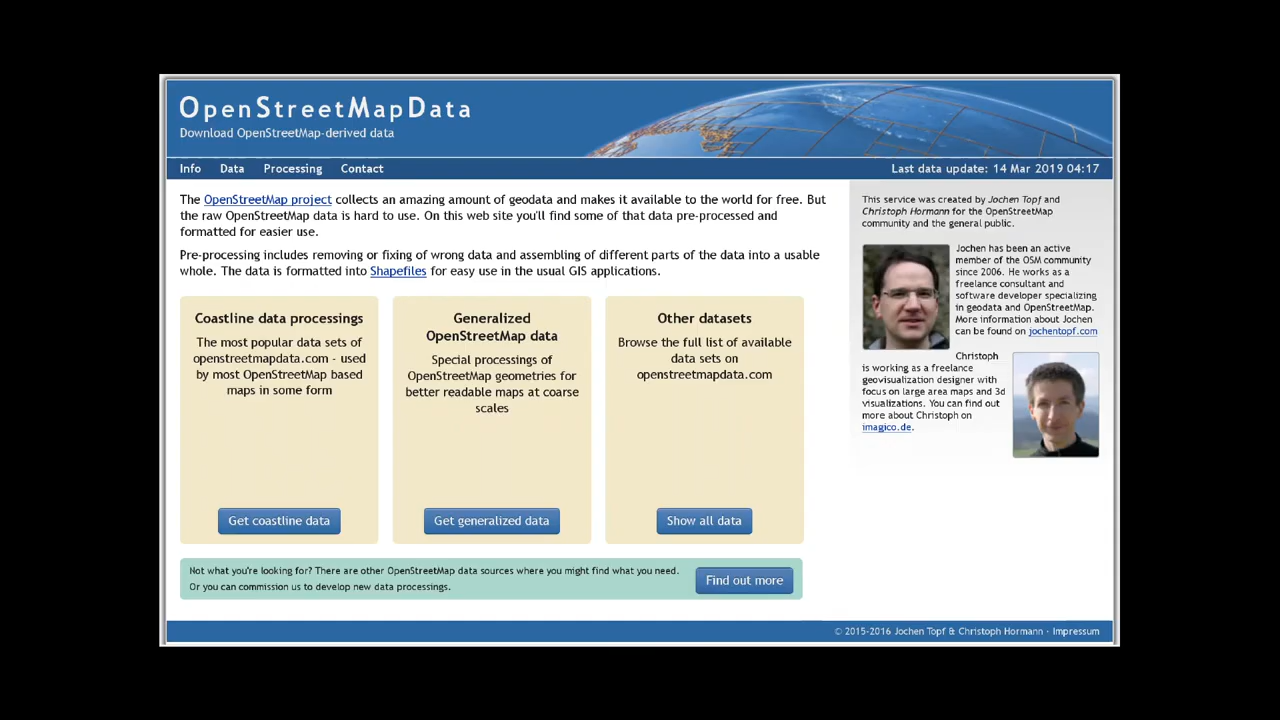 OpenStreetMapData
Download OpenStreetMap-derived data
Info Data Processing Contact
Last data update: 14 Mar 2019 04:17
The OpenStreetMap project collects an amazing amount of geodata and makes it available to the world for free. But
the raw OpenStreetMap data is hard to use. On this web site you'll find some of that data pre-processed and
formatted for easier use.
Pre-processing includes removing or fixing of wrong data and assembling of different parts of the data into a usable
whole. The data is formatted into Shapefiles for easy use in the usual GIS applications.
Coastline data processings
The most popular data sets of
openstreetmapdata.com - used
by most OpenStreetMap based
maps in some form
Get coastline data
Generalized
OpenStreetMap data
Special processings of
OpenStreetMap geometries for
better readable maps at coarse
scales
Get generalized data
Other datasets
Browse the full list of available
data sets on
openstreetmapdata.com
Show all data
Not what you're looking for? There are other OpenStreetMap data sources where you might find what you need.
Or you can commission us to develop new data processings.
Find out more
This service was created by Jochen Topf and
Christoph Hormann for the OpenStreetMap
community and the general public.
Jochen has been an active
member of the OSM community
since 2006. He works as a
freelance consultant and
software developer specializing
in geodata and OpenStreetMap.
More information about Jochen
can be found on jochentopf.com
Christoph
is working as a freelance
geovisualization designer with
focus on large area maps and 3d
visualizations. You can find out
more about Christoph on
imagico.de.
© 2015-2016 Jochen Topf & Christoph Hormann · Impressum